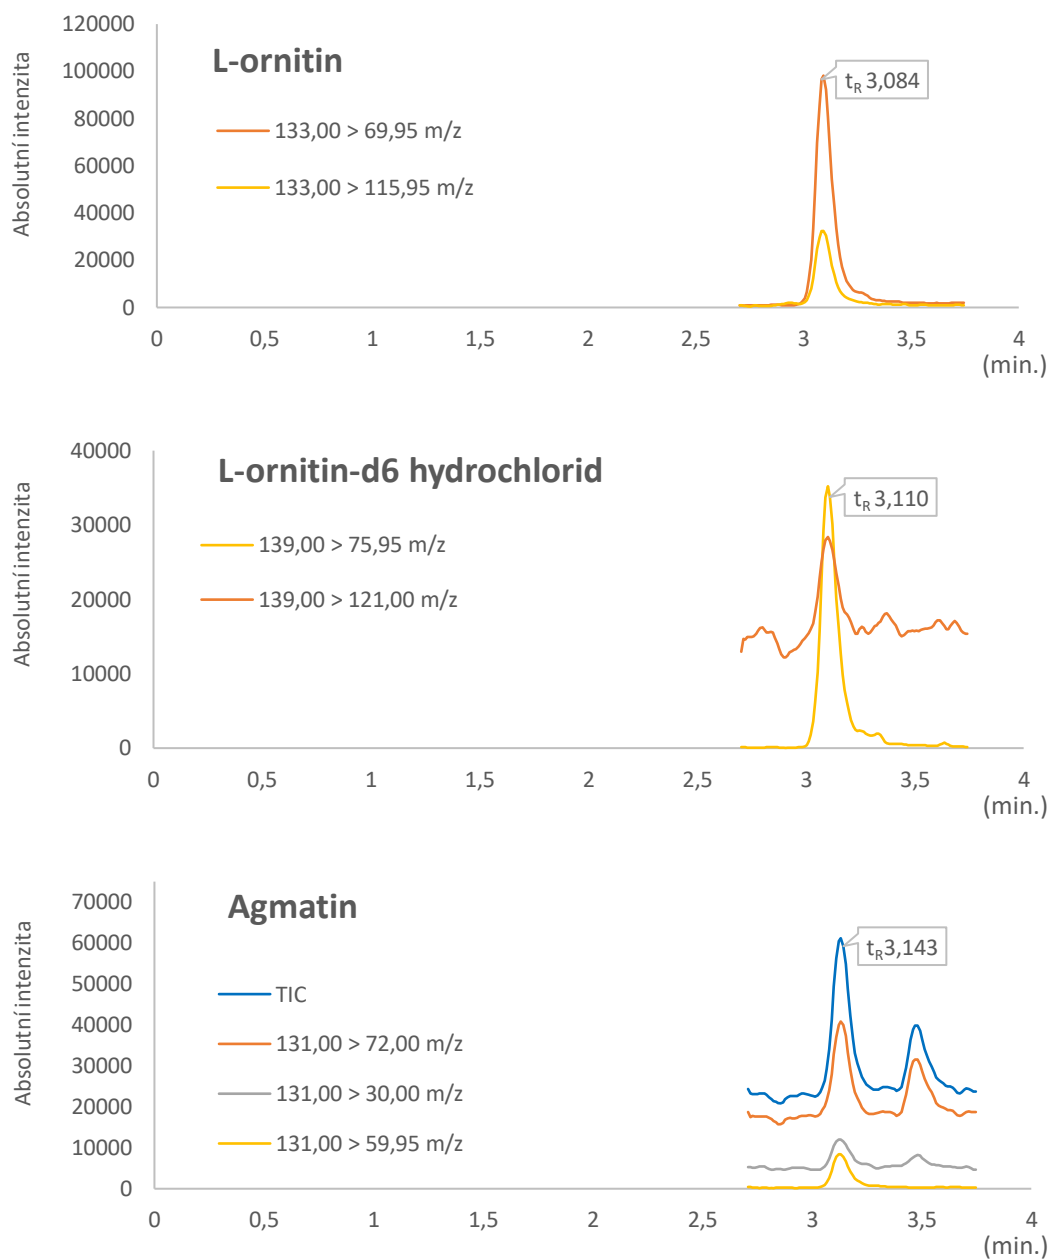 120000
100000
80000
60000
40000
20000
0
Absolutní intenzita
L-ornitin
133,00 > 69,95 m/z
133,00 > 115,95 m/z
tR 3,084
0 0,5 1 1,5 2 2,5 3 3,5 4
(min.)
40000
30000
20000
10000
0
Absolutní intenzita
L-ornitin-d6 hydrochlorid
139,00 > 75,95 m/z
139,00 > 121,00 m/z
tR 3,110
0 0,5 1 1,5 2 2,5 3 3,5 4
(min.)
70000
60000
50000
40000
30000
20000
10000
0
Absolutní intenzita
Agmatin
TIC
131,00 > 72,00 m/z
131,00 > 30,00 m/z
131,00 > 59,95 m/z
tR3,143
0 0,5 1 1,5 2 2,5 3 3,5 4
(min.)